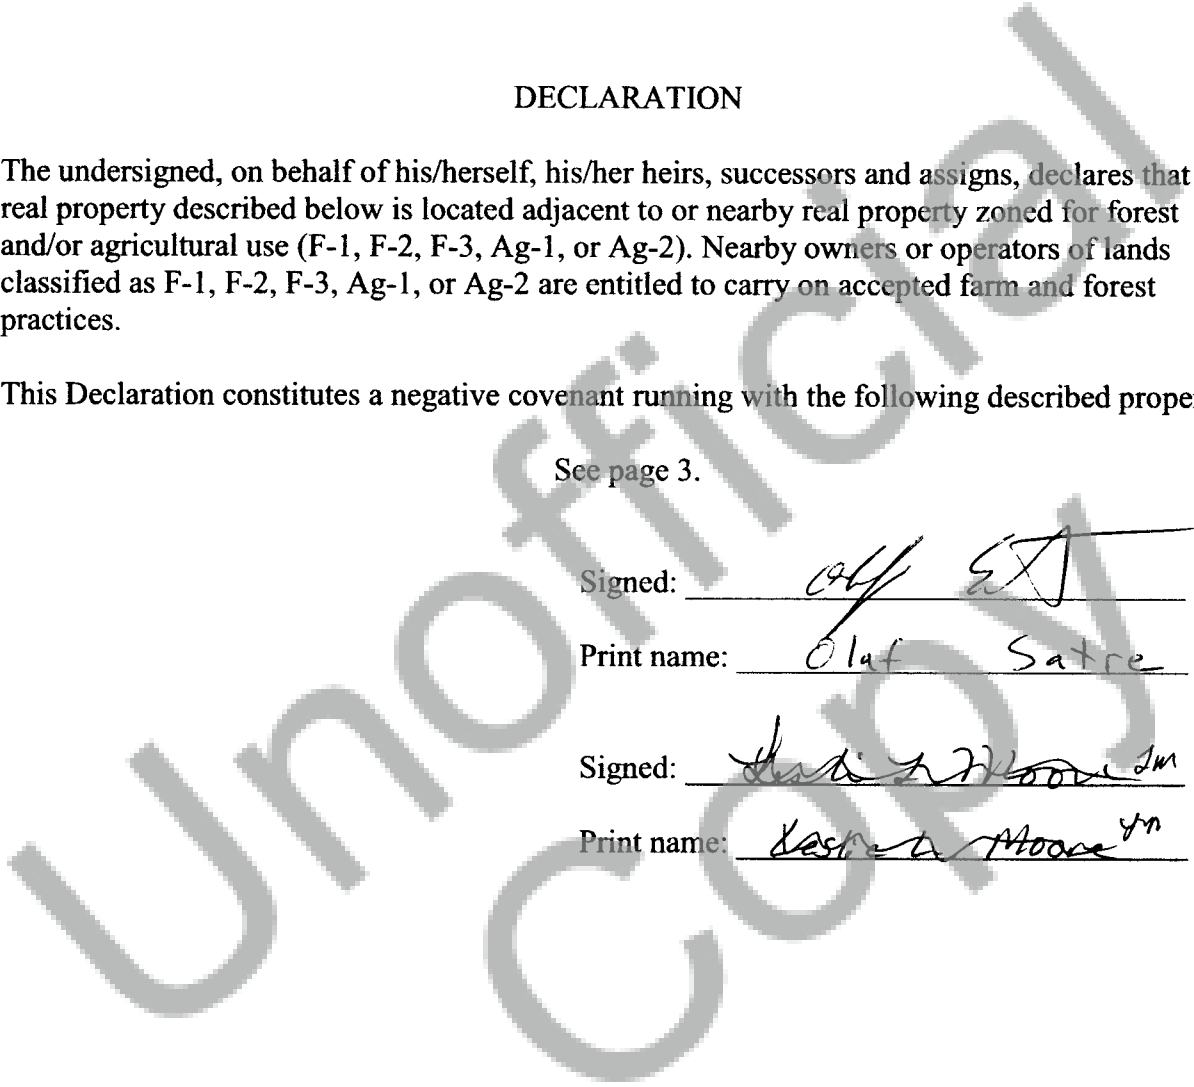 DECLARATION
The undersigned, on behalf of his/herself, his/her heirs, successors and assigns, declares that
real property described below is located adjacent to or nearby real property zoned for forest
and/or agricultural use (F-1, F-2, F-3, Ag-1, or Ag-2). Nearby owners or operators of lands
classified as F-1, F-2, F-3, Ag-1, or Ag-2 are entitled to carry on accepted farm and forest
practices.
This Declaration constitutes a negative covenant running with the following described prope
See page 3.
Signed:
Print name: Olaf Satre
Signed: Moore
Print name: Moore
Unofficial
Copy